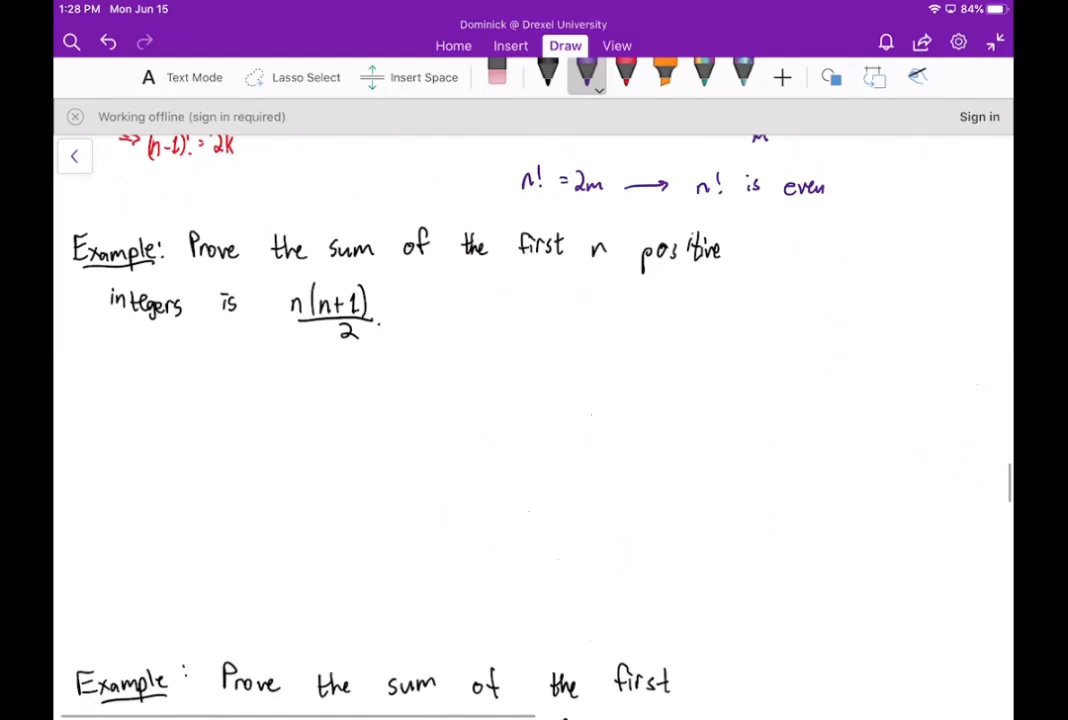 1:28 PM Mon Jun 15
84%
Dominick @ Drexel University
Home Insert Draw View
A Text Mode Lasso Select Insert Space
Working offline (sign in required) Sign in
=> (n-1)! = 2K
n! = 2m → n! is even
Example: Prove the sum of the first n positive
integers is n(n+1)/2.
Example: Prove the sum of the first